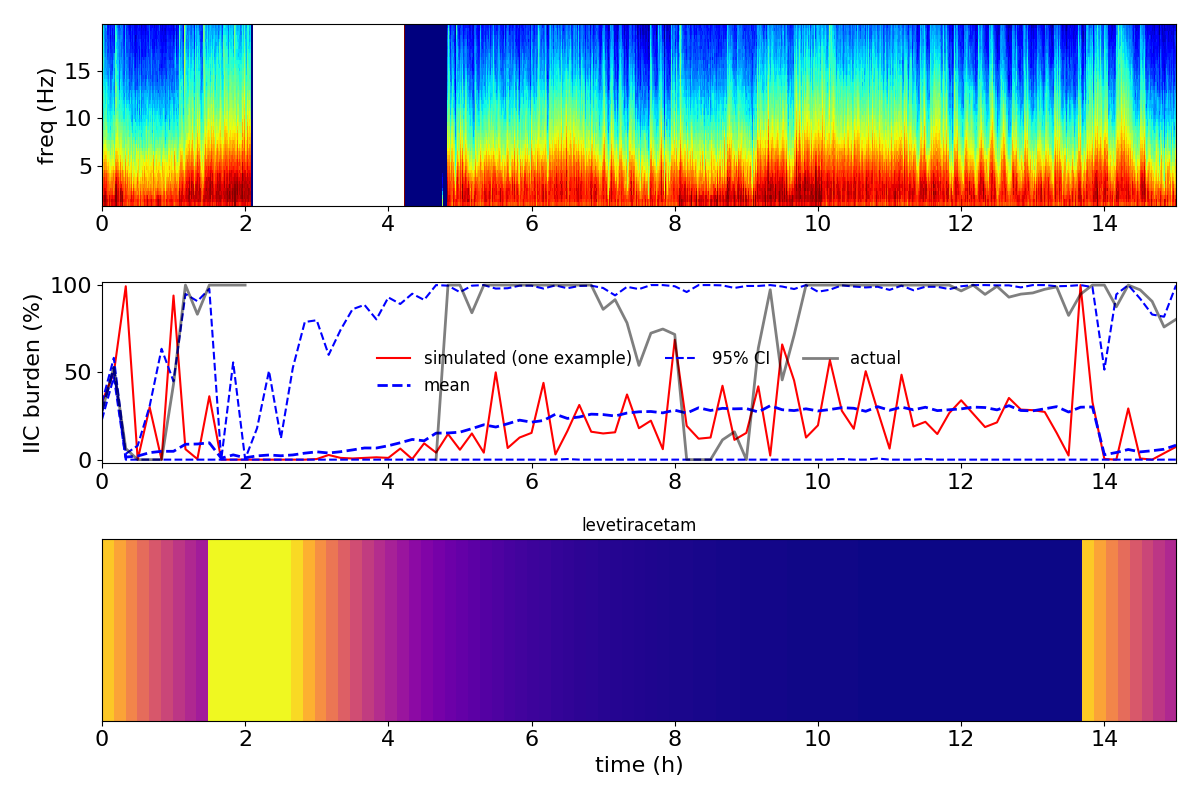 freq (Hz)
15
10
5
0 2 4 6 8 10 12 14
IIC burden (%)
100
50
0
simulated (one example) 95% CI actual
mean
0 2 4 6 8 10 12 14
levetiracetam
0 2 4 6 8 10 12 14
time (h)